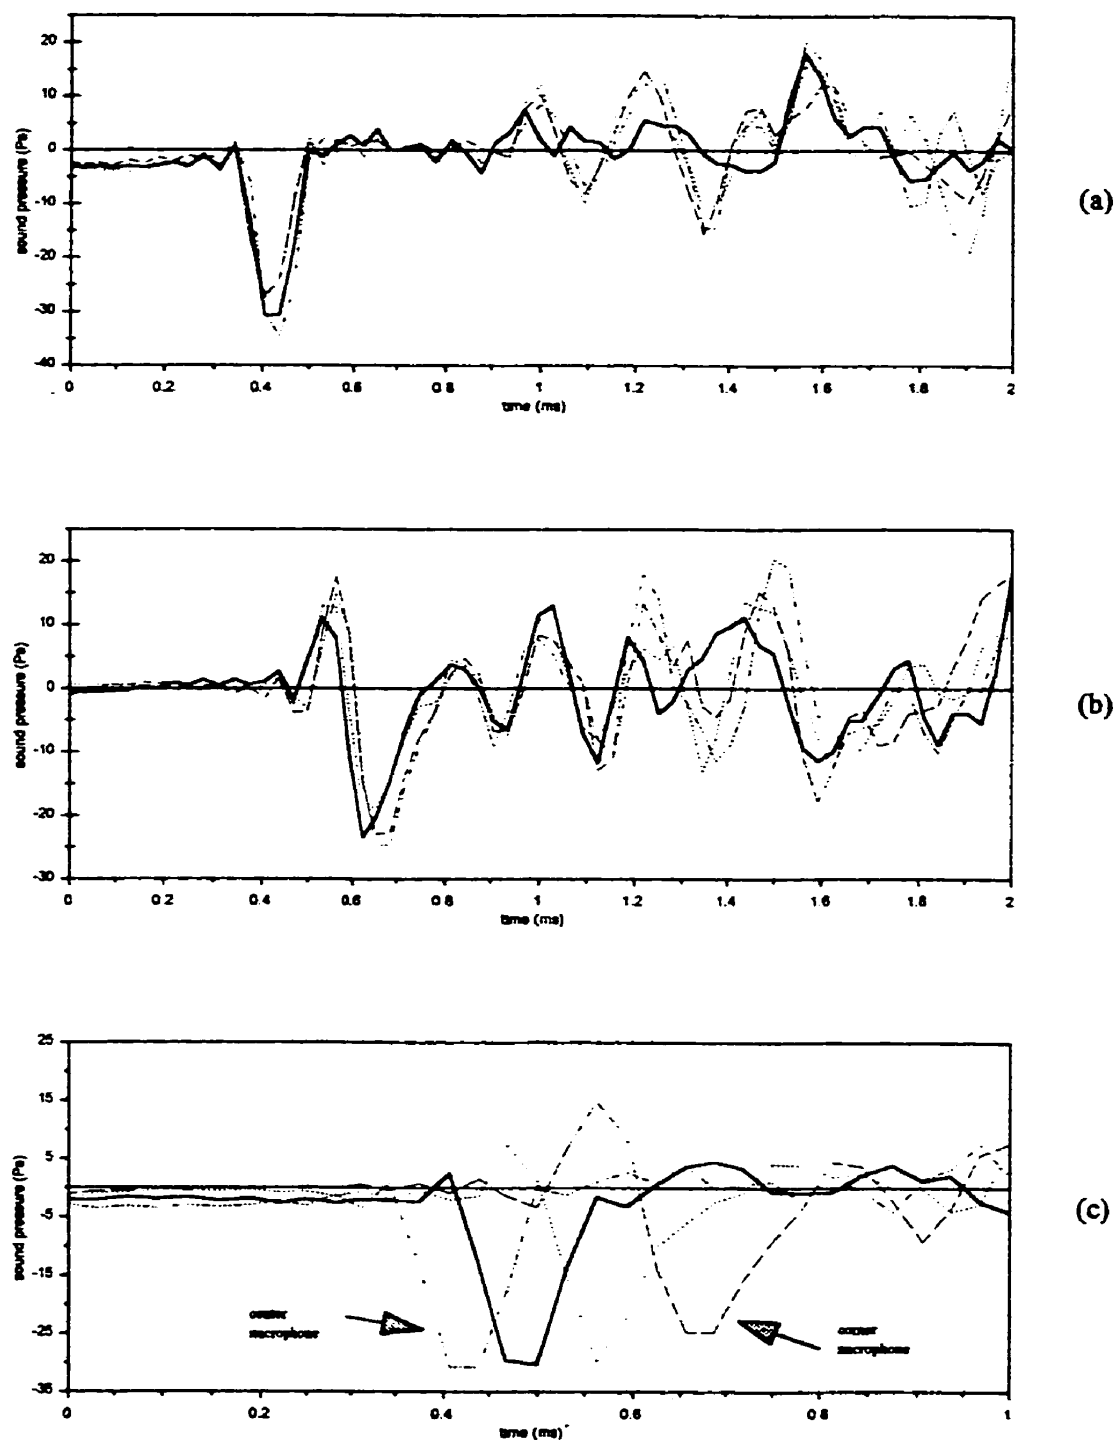 20
10
0
-10
-20
-30
-40
sound pressure (Pa)
0 0.2 0.4 0.6 0.8 1 1.2 1.4 1.6 1.8 2
time (ms)
(a)
20
10
0
-10
-20
-30
sound pressure (Pa)
0 0.2 0.4 0.6 0.8 1 1.2 1.4 1.6 1.8 2
time (ms)
(b)
25
15
5
-5
-15
-25
-35
sound pressure (Pa)
center
microphone
corner
microphone
0 0.2 0.4 0.6 0.8 1
time (ms)
(c)